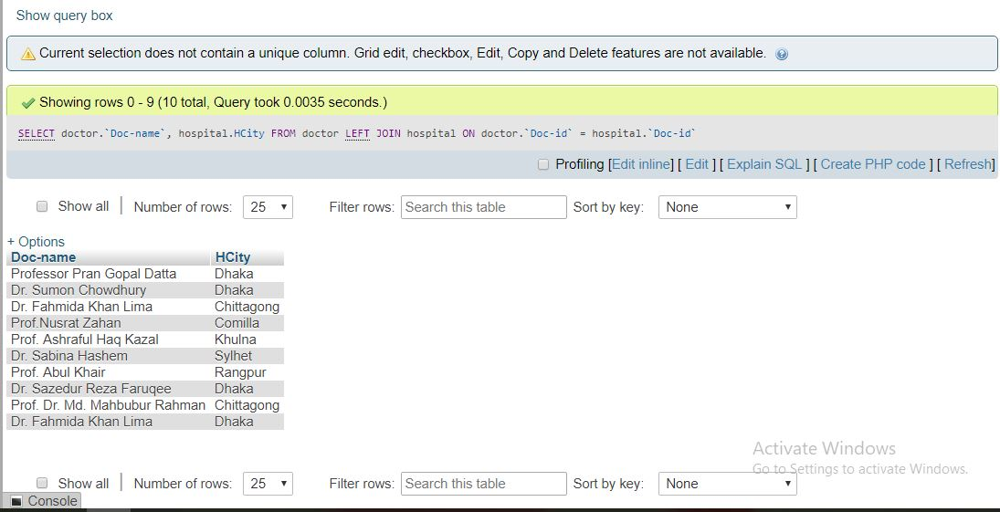 Show query box
Current selection does not contain a unique column. Grid edit, checkbox, Edit, Copy and Delete features are not available.
Showing rows 0 - 9 (10 total, Query took 0.0035 seconds.)
SELECT doctor.`Doc-name`, hospital.HCity FROM doctor LEFT JOIN hospital ON doctor.`Doc-id` = hospital.`Doc-id`
Profiling [Edit inline] [ Edit ] [ Explain SQL ] [ Create PHP code ] [ Refresh]
Show all | Number of rows: 25 Filter rows: Search this table Sort by key: None
+ Options
Doc-name HCity
Professor Pran Gopal Datta Dhaka
Dr. Sumon Chowdhury Dhaka
Dr. Fahmida Khan Lima Chittagong
Prof.Nusrat Zahan Comilla
Prof. Ashraful Haq Kazal Khulna
Dr. Sabina Hashem Sylhet
Prof. Abul Khair Rangpur
Dr. Sazedur Reza Faruqee Dhaka
Prof. Dr. Md. Mahbubur Rahman Chittagong
Dr. Fahmida Khan Lima Dhaka
Activate Windows
Go to Settings to activate Windows.
Show all | Number of rows: 25 Filter rows: Search this table Sort by key: None
Console